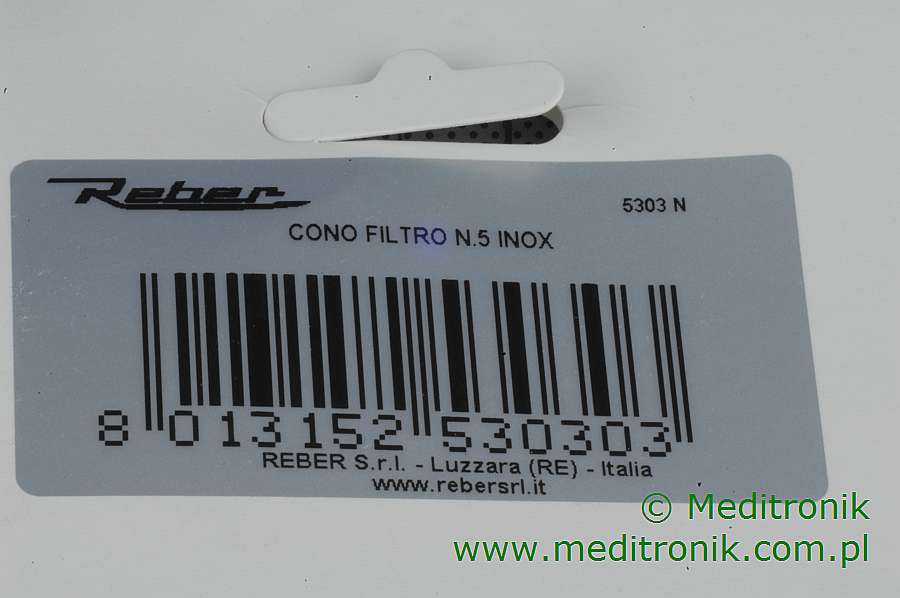 Reber
5303 N
CONO FILTRO N.5 INOX
8 013152 530303
REBER S.r.l. - Luzzara (RE) - Italia
www.rebersrl.it
© Meditronik
www.meditronik.com.pl